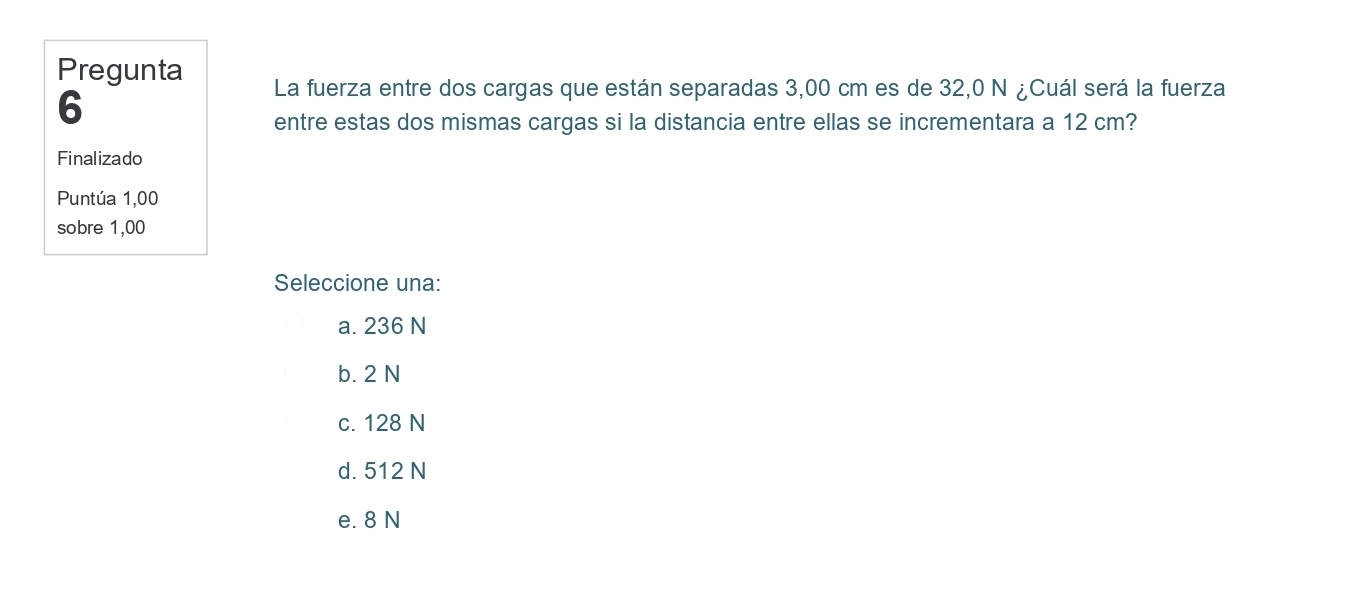 Pregunta
6
Finalizado
Puntúa 1,00
sobre 1,00
La fuerza entre dos cargas que están separadas 3,00 cm es de 32,0 N ¿Cuál será la fuerza
entre estas dos mismas cargas si la distancia entre ellas se incrementara a 12 cm?
Seleccione una:
a. 236 N
b. 2 N
c. 128 N
d. 512 N
e. 8 N